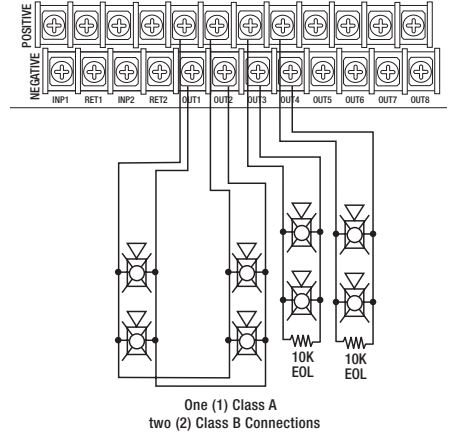 POSITIVE
NEGATIVE
INP1 RET1 INP2 RET2 OUT1 OUT2 OUT3 OUT4 OUT5 OUT6 OUT7 OUT8
10K
EOL
10K
EOL
One (1) Class A
two (2) Class B Connections